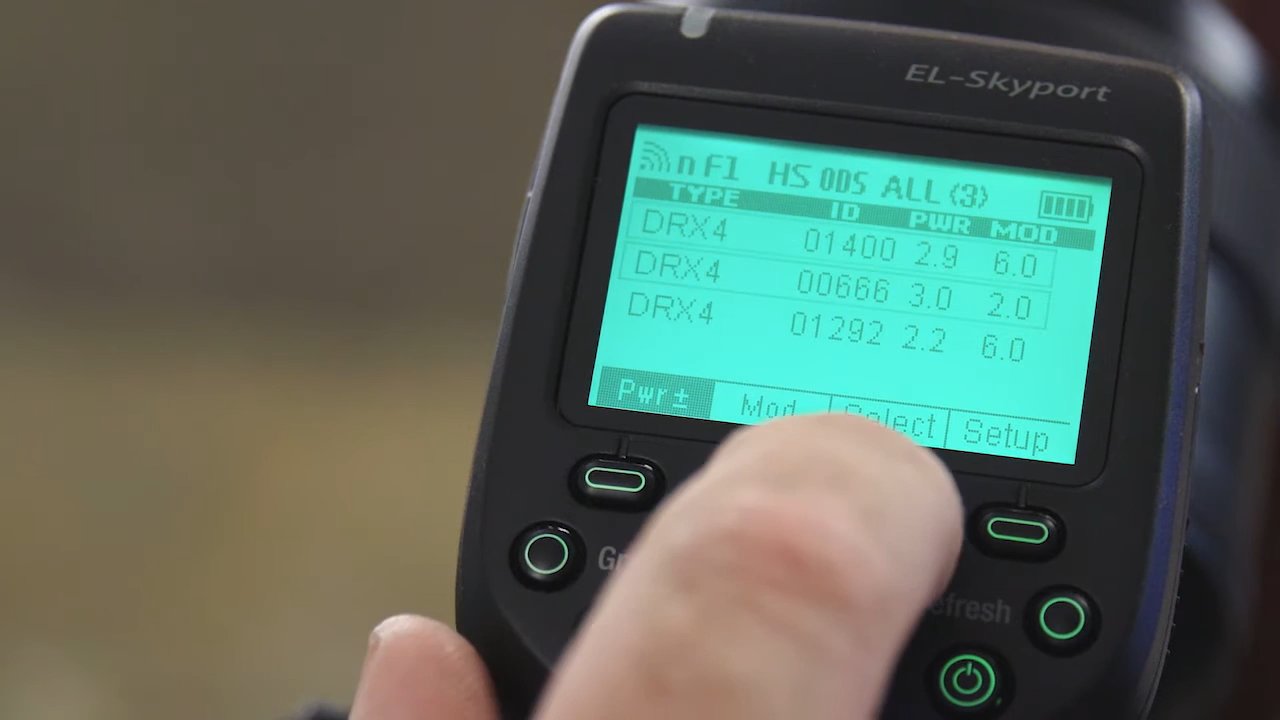 EL-Skyport
n F1 HS ODS ALL (3)
TYPE ID PWR MOD
DRX4 01400 2.9 6.0
DRX4 00666 3.0 2.0
DRX4 01292 2.2 6.0
Pwr± Mod Select Setup